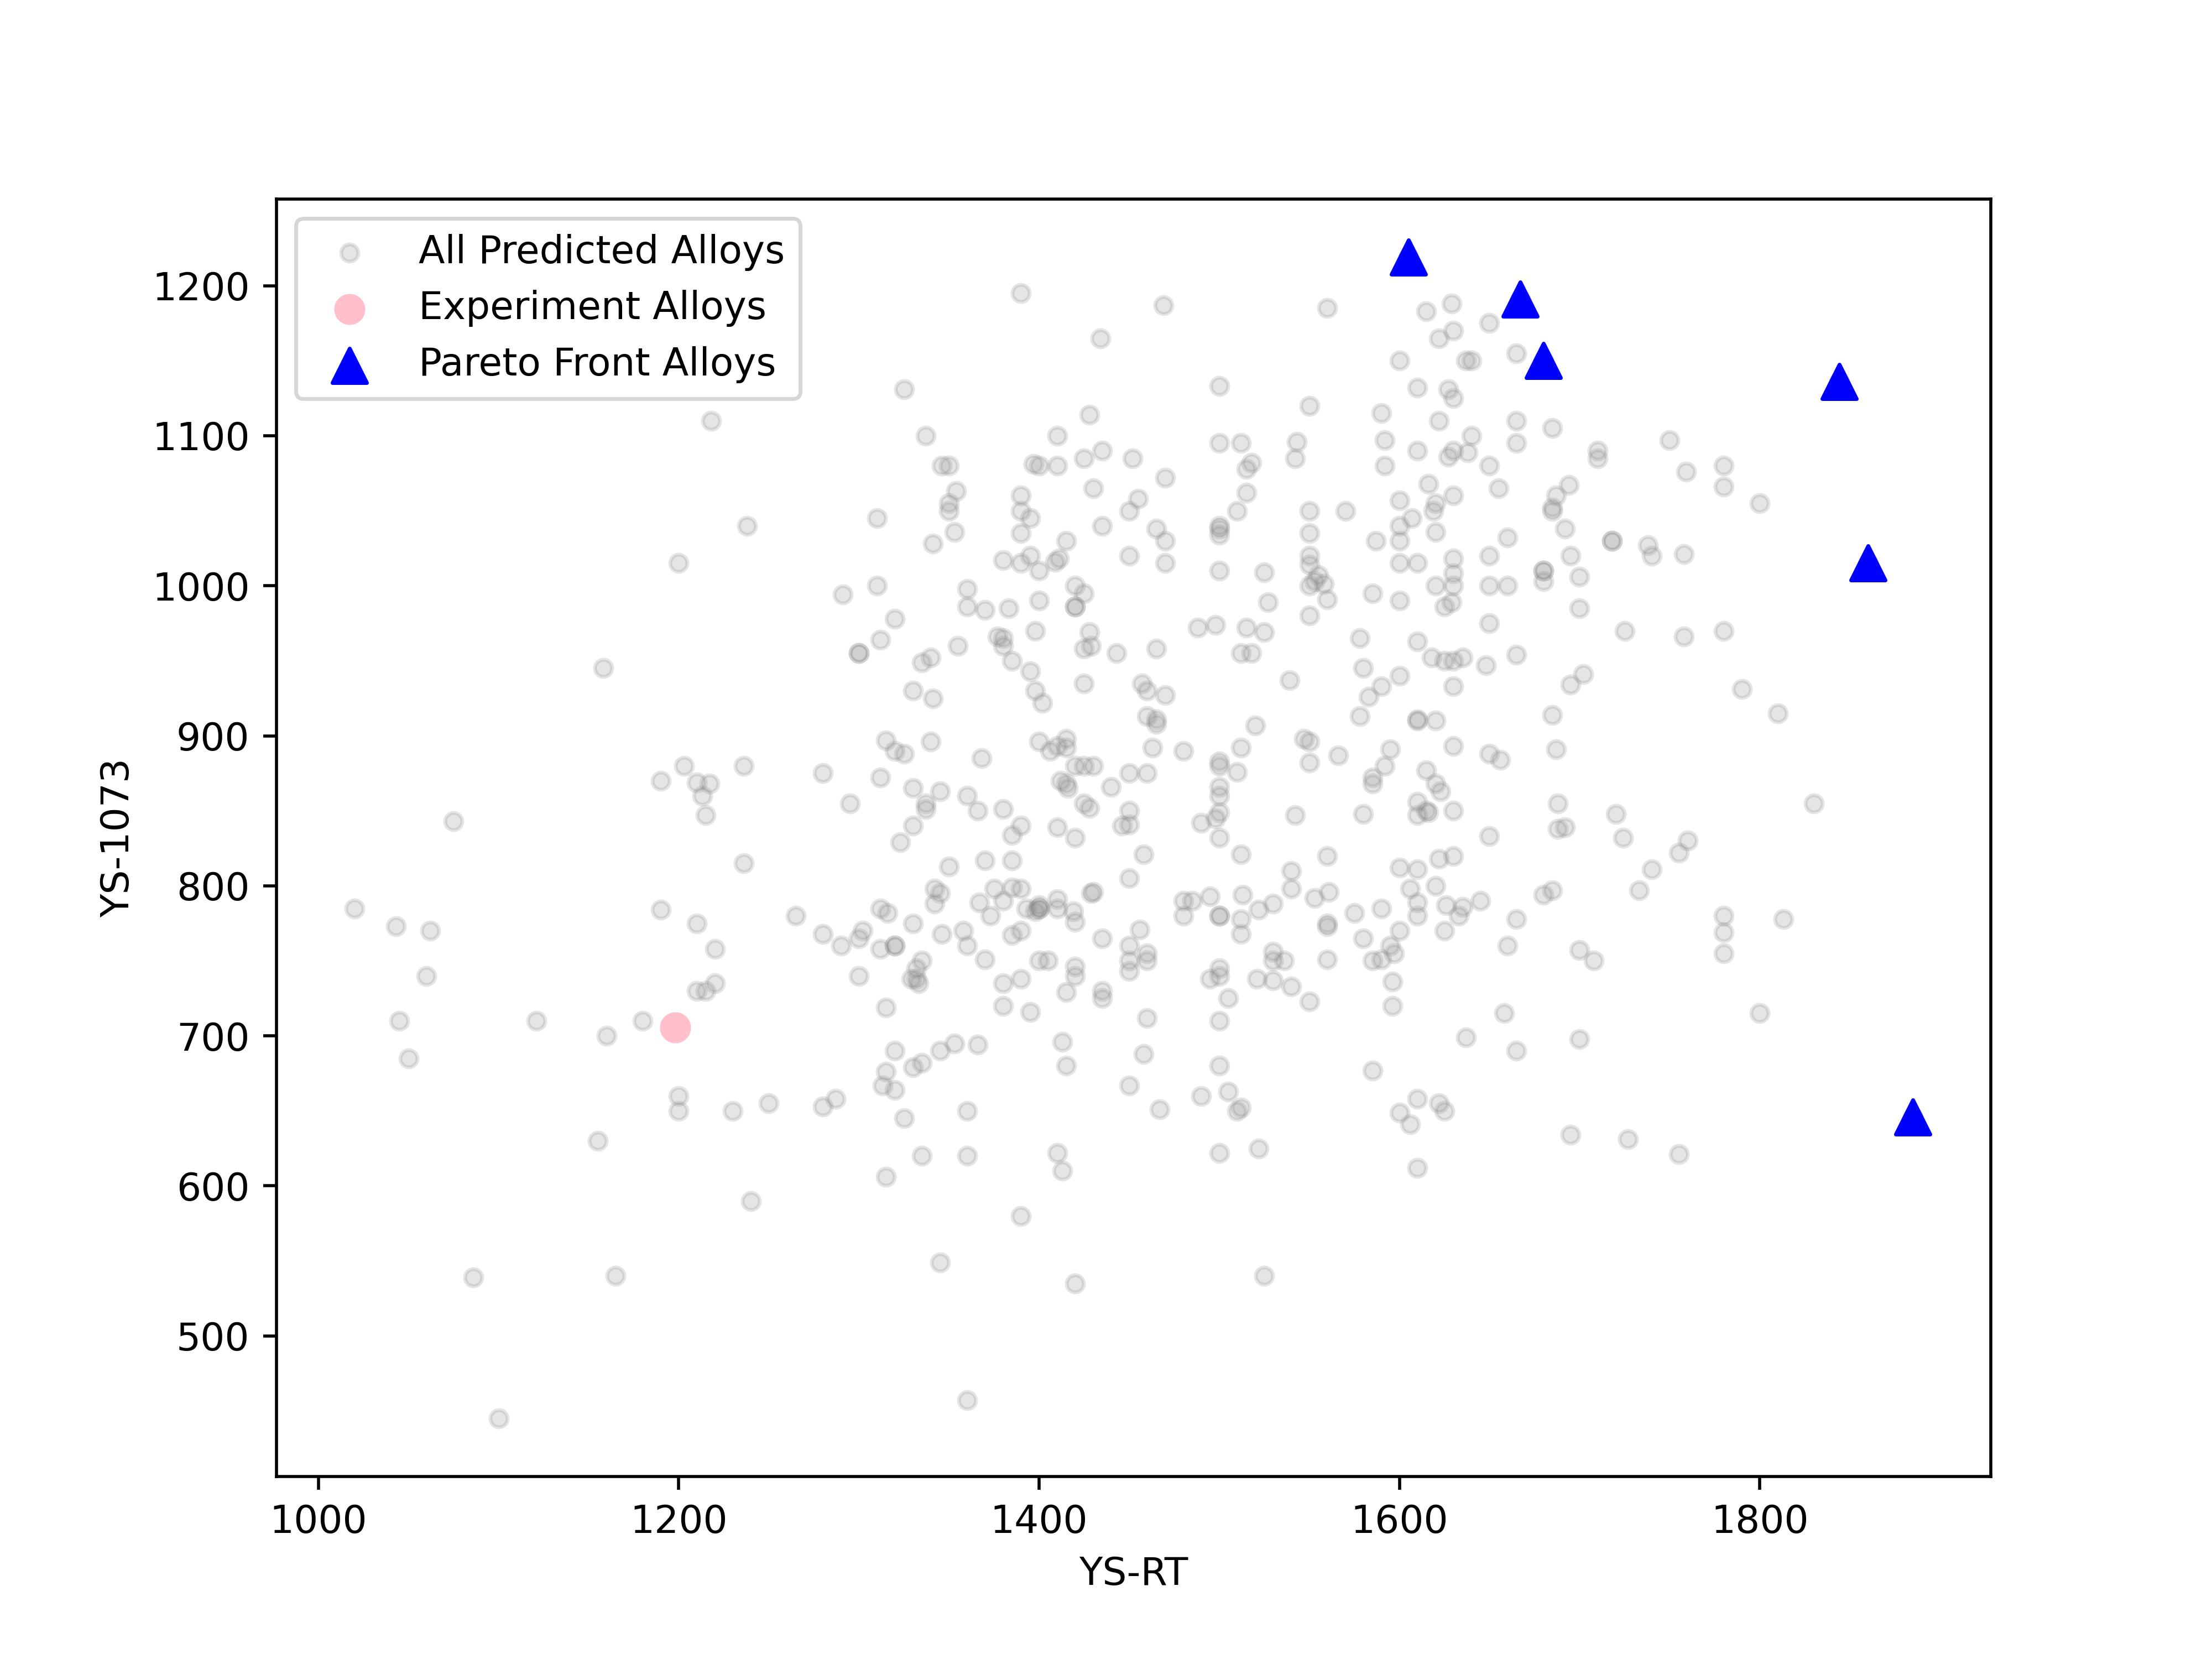 All Predicted Alloys
Experiment Alloys
Pareto Front Alloys
1200
1100
1000
900
800
700
600
500
YS-1073
1000 1200 1400 1600 1800
YS-RT